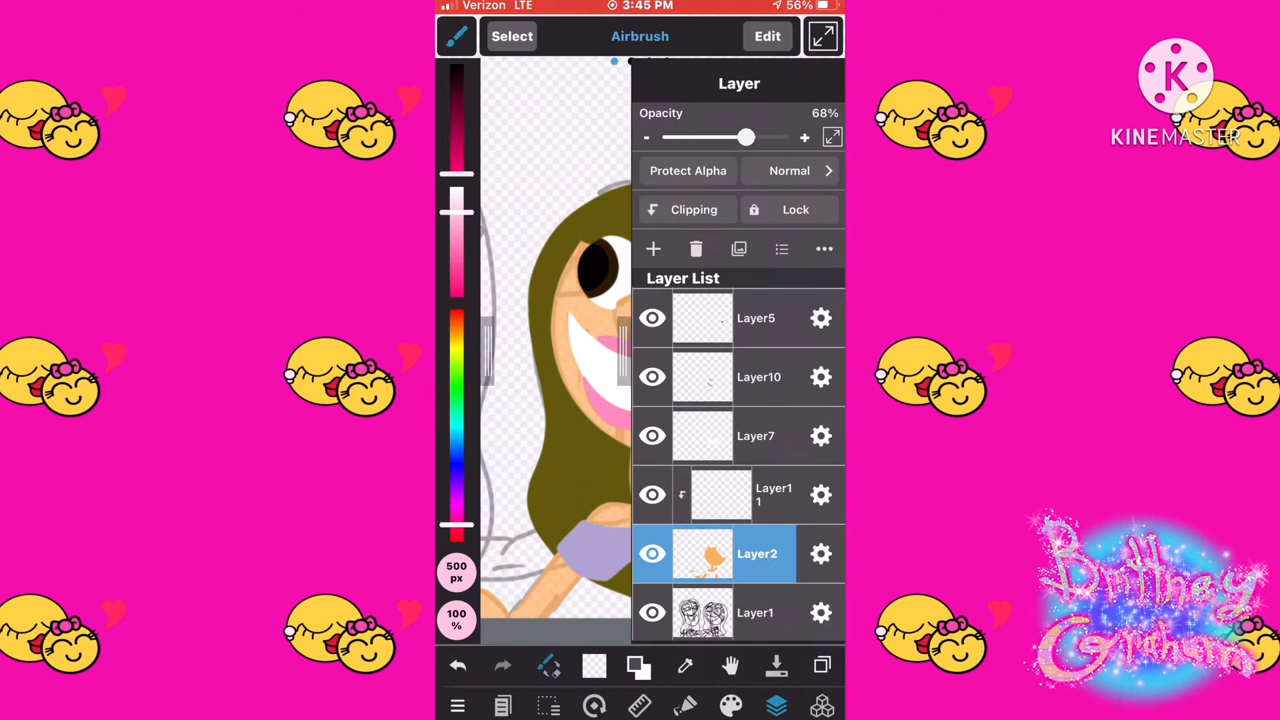 Verizon LTE 3:45 PM 56%
Select Airbrush Edit
Layer
Opacity 68%
- +
Protect Alpha Normal
Clipping Lock
Layer List
Layer5
Layer10
Layer7
Layer1
1
Layer2
Layer1
500
px
100
%
K
KINEMASTER
Brittney
Graham